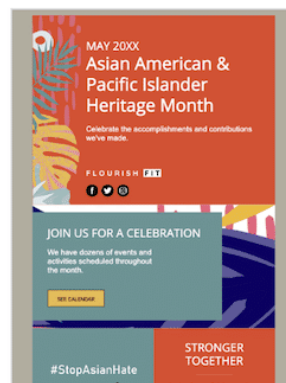 MAY 20XX
Asian American &
Pacific Islander
Heritage Month
Celebrate the accomplishments and contributions
we've made.
FLOURISH FIT
JOIN US FOR A CELEBRATION
We have dozens of events and
activities scheduled throughout
the month.
SEE CALENDAR
#StopAsianHate
STRONGER
TOGETHER